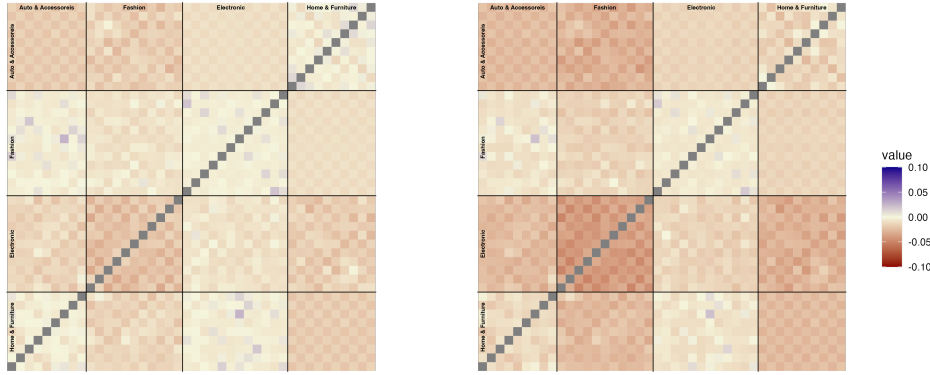 Auto & Accessoreis Fashion Electronic Home & Furniture
Auto & Accessoreis
Fashion
Electronic
Home & Furniture
Auto & Accessoreis Fashion Electronic Home & Furniture
Auto & Accessoreis
Fashion
Electronic
Home & Furniture
value
0.10
0.05
0.00
-0.05
-0.10